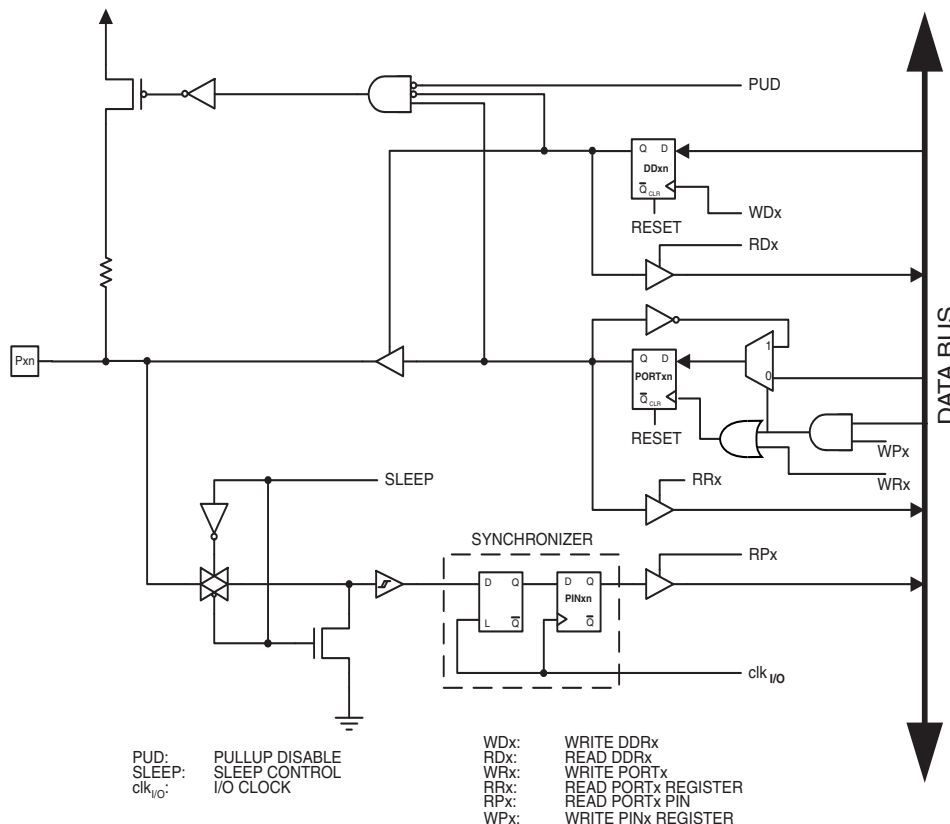 PUD
Q D
DDxn
Q CLR
WDx
RESET
RDx
DATA BUS
1
Pxn
Q D
0
PORTxn
Q CLR
RESET
WPx
WRx
SLEEP
RRx
SYNCHRONIZER
RPx
D Q
D Q
PINxn
L Q
Q
clk I/O
PUD: PULLUP DISABLE
SLEEP: SLEEP CONTROL
clkI/O: I/O CLOCK
WDx: WRITE DDRx
RDx: READ DDRx
WRx: WRITE PORTx
RRx: READ PORTx REGISTER
RPx: READ PORTx PIN
WPx: WRITE PINx REGISTER